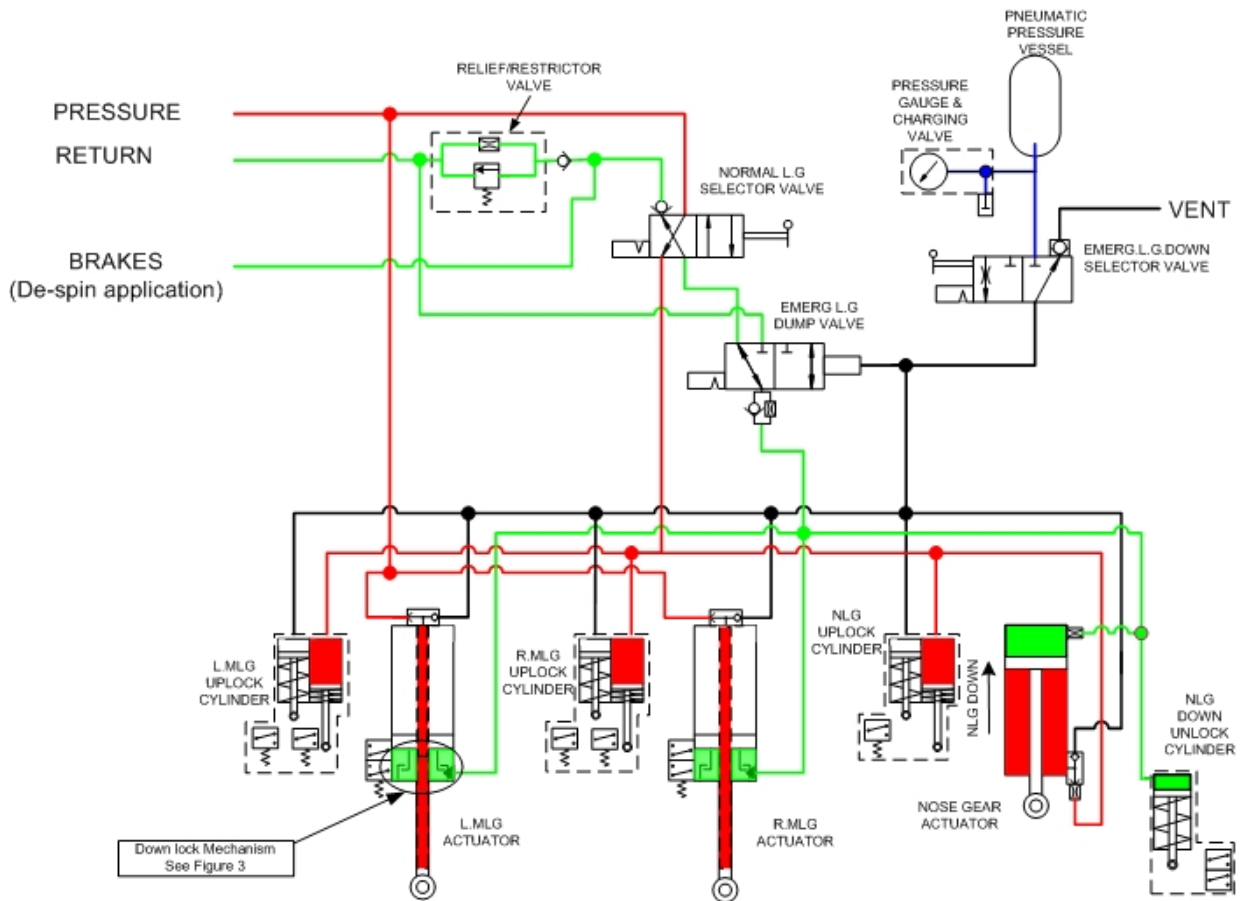 PNEUMATIC
PRESSURE
VESSEL
RELIEF/RESTRICTOR
VALVE
PRESSURE
GAUGE &
CHARGING
VALVE
PRESSURE
RETURN
NORMAL L.G
SELECTOR VALVE
VENT
BRAKES
(De-spin application)
EMERG.L.G.DOWN
SELECTOR VALVE
EMERG L.G
DUMP VALVE
L.MLG
UPLOCK
CYLINDER
R.MLG
UPLOCK
CYLINDER
NLG
UPLOCK
CYLINDER
NLG DOWN
NLG
DOWN
UNLOCK
CYLINDER
L.MLG
ACTUATOR
R.MLG
ACTUATOR
NOSE GEAR
ACTUATOR
Down lock Mechanism
See Figure 3